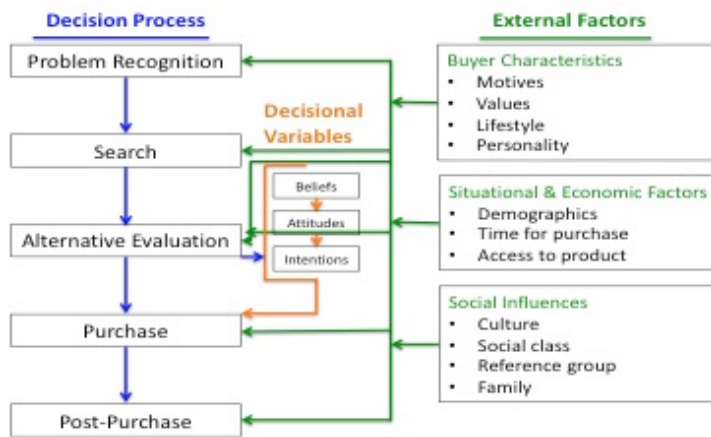 Decision Process
External Factors
Problem Recognition
Search
Alternative Evaluation
Purchase
Post-Purchase
Decisional
Variables
Beliefs
Attitudes
Intentions
Buyer Characteristics
• Motives
• Values
• Lifestyle
• Personality
Situational & Economic Factors
• Demographics
• Time for purchase
• Access to product
Social Influences
• Culture
• Social class
• Reference group
• Family